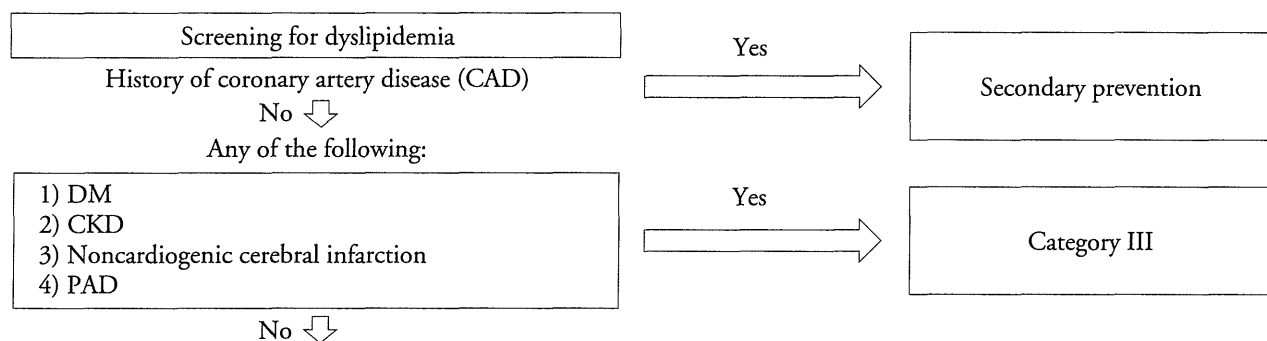 Screening for dyslipidemia
Yes
History of coronary artery disease (CAD)
Secondary prevention
No
Any of the following:
1) DM
Yes
2) CKD
3) Noncardiogenic cerebral infarction
Category III
4) PAD
No